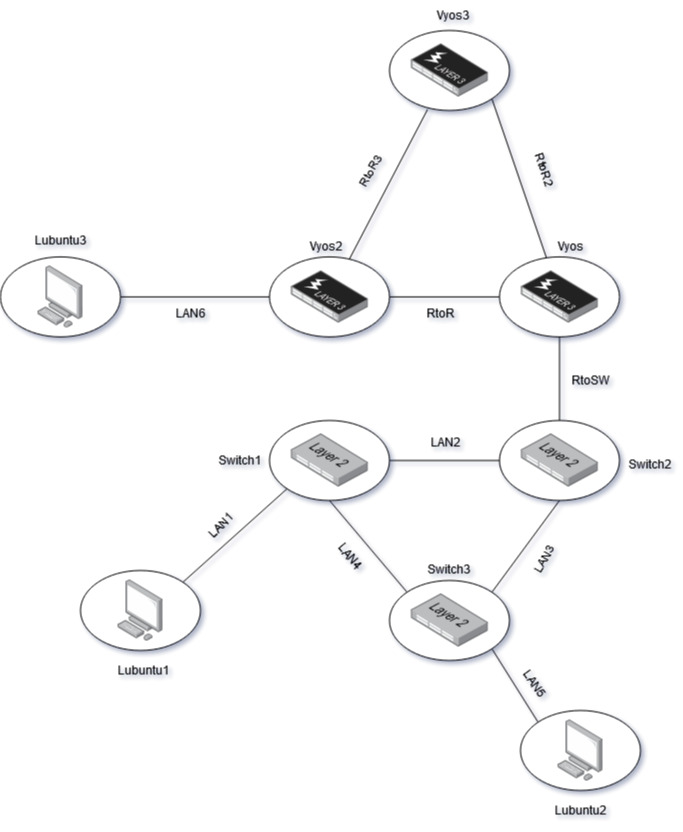 Vyos3
LAYER 3
RtoR3
RtoR2
Lubuntu3
Vyos2
Vyos
LAYER 3
LAYER 3
LAN6
RtoR
RtoSW
LAN2
Switch1
Layer 2
Layer 2
Switch2
LAN1
LAN4
LAN3
Switch3
Layer 2
Lubuntu1
LAN5
Lubuntu2